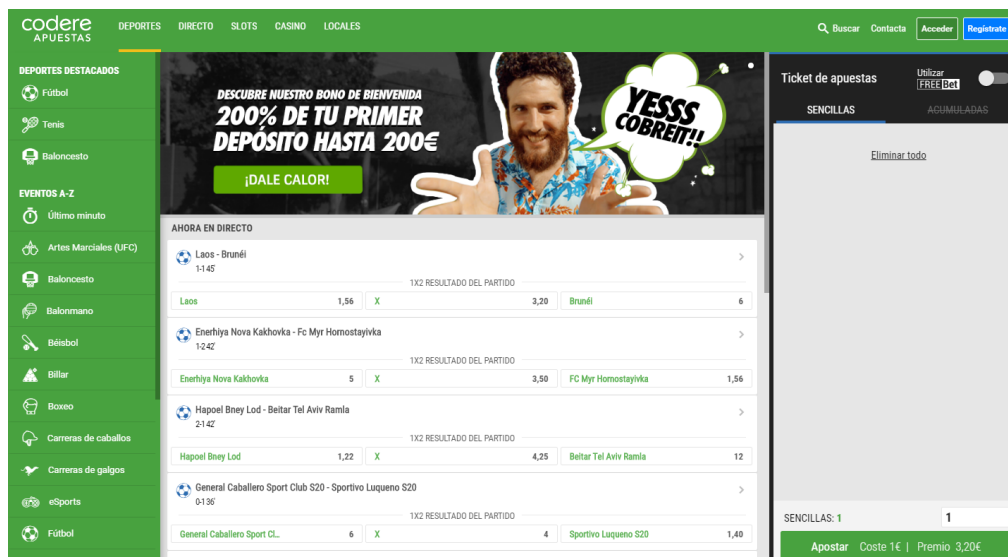 codere
APUESTAS
DEPORTES DIRECTO SLOTS CASINO LOCALES
Buscar Contacta Acceder Regístrate
DEPORTES DESTACADOS
Fútbol
Tenis
Baloncesto
EVENTOS A-Z
Último minuto
Artes Marciales (UFC)
Baloncesto
Balonmano
Béisbol
Billar
Boxeo
Carreras de caballos
Carreras de galgos
eSports
Fútbol
DESCUBRE NUESTRO BONO DE BIENVENIDA
200% DE TU PRIMER
DEPÓSITO HASTA 200€
¡DALE CALOR!
YESSS
COBREIT!!
AHORA EN DIRECTO
Laos - Brunéi
1-1 45'
1X2 RESULTADO DEL PARTIDO
Laos 1,56 X 3,20 Brunéi 6
Enerhiya Nova Kakhovka - Fc Myr Hornostayivka
1-2 42'
1X2 RESULTADO DEL PARTIDO
Enerhiya Nova Kakhovka 5 X 3,50 FC Myr Hornostayivka 1,56
Hapoel Bney Lod - Beitar Tel Aviv Ramla
2-1 42'
1X2 RESULTADO DEL PARTIDO
Hapoel Bney Lod 1,22 X 4,25 Beitar Tel Aviv Ramla 12
General Caballero Sport Club S20 - Sportivo Luqueno S20
0-1 36'
1X2 RESULTADO DEL PARTIDO
General Caballero Sport Cl... 6 X 4 Sportivo Luqueno S20 1,40
Ticket de apuestas
Utilizar
FREE Bet
SENCILLAS ACUMULADAS
Eliminar todo
SENCILLAS: 1 1
Apostar Coste 1€ | Premio 3,20€